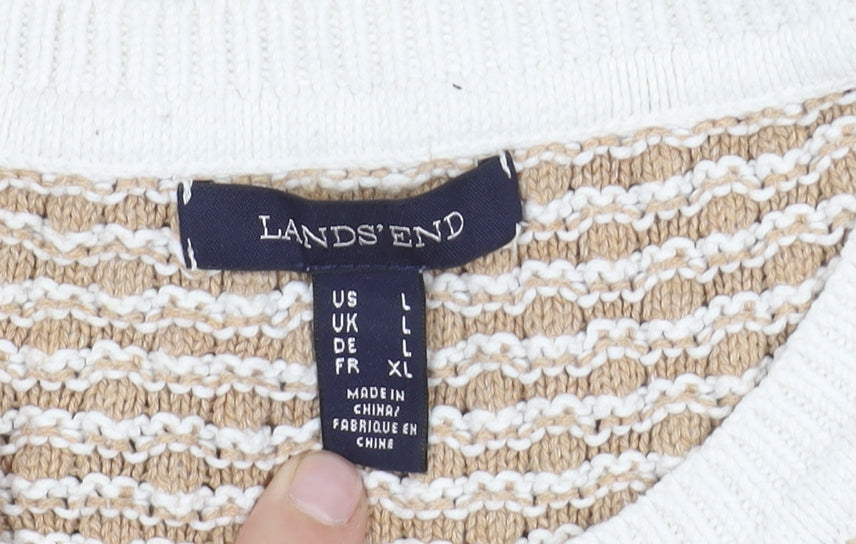 LANDS' END
US L
UK L
DE L
FR XL
MADE IN
CHINA/
FABRIQUE EN
CHINE